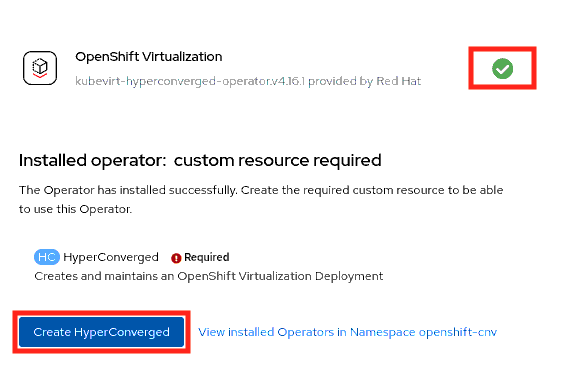 OpenShift Virtualization
kubevirt-hyperconverged-operator.v4.16.1 provided by Red Hat
Installed operator: custom resource required
The Operator has installed successfully. Create the required custom resource to be able
to use this Operator.
HC HyperConverged Required
Creates and maintains an OpenShift Virtualization Deployment
Create HyperConverged View installed Operators in Namespace openshift-cnv